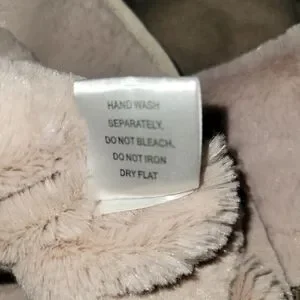 HAND WASH
SEPARATELY,
DO NOT BLEACH,
DO NOT IRON
DRY FLAT